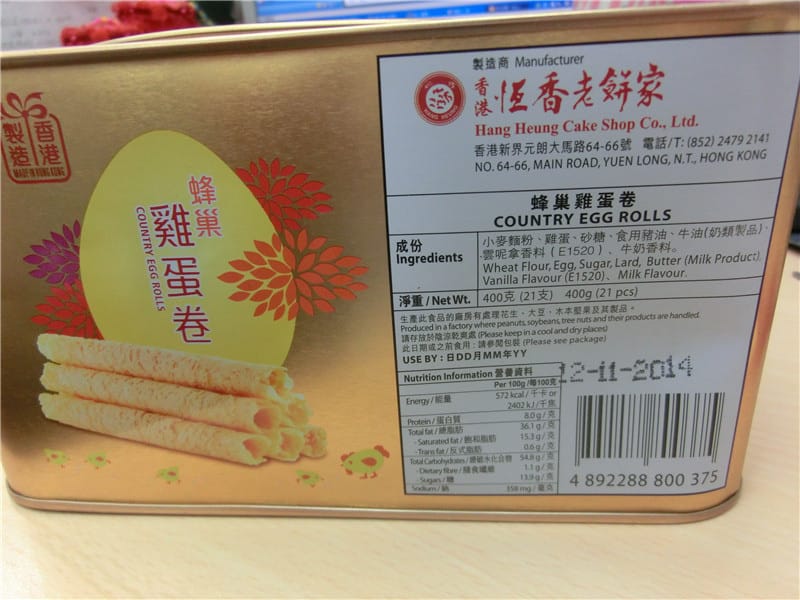 香港
製造
MADE IN HONG KONG
蜂巢
雞蛋卷
COUNTRY EGG ROLLS
製造商 Manufacturer
HANG HEUNG
香港 恆香老餅家
Hang Heung Cake Shop Co., Ltd.
香港新界元朗大馬路64-66號 電話/T: (852) 2479 2141
NO. 64-66, MAIN ROAD, YUEN LONG, N.T., HONG KONG
蜂巢雞蛋卷
COUNTRY EGG ROLLS
成份
Ingredients
小麥麵粉、雞蛋、砂糖、食用豬油、牛油(奶類製品)、
雲呢拿香料 (E1520) 、牛奶香料。
Wheat Flour, Egg, Sugar, Lard, Butter (Milk Product),
Vanilla Flavour (E1520), Milk Flavour.
淨重 / Net Wt. 400克 (21支) 400g (21 pcs)
生產此食品的廠房有處理花生、大豆、木本堅果及其製品。
Produced in a factory where peanuts, soybeans, tree nuts and their products are handled.
請存放於陰涼乾爽處 (Please keep in a cool and dry places)
此日期或之前食用 : 請參閱包裝 (Please see package)
USE BY : 日DD月MM年YY
12-11-2014
Nutrition Information 營養資料
Per 100g /每100克
Energy / 能量 572 kcal / 千卡 or
2402 kJ / 千焦
Protein / 蛋白質 8.0 g / 克
Total fat / 總脂肪 36.1 g / 克
- Saturated fat / 飽和脂肪 15.3 g / 克
- Trans fat / 反式脂肪 0.6 g / 克
Total Carbohydrates / 總碳水化合物 54.8 g / 克
- Dietary fibre / 膳食纖維 1.1 g / 克
- Sugars / 糖 13.9 g / 克
Sodium / 鈉 358 mg / 毫克
4 892288 800375